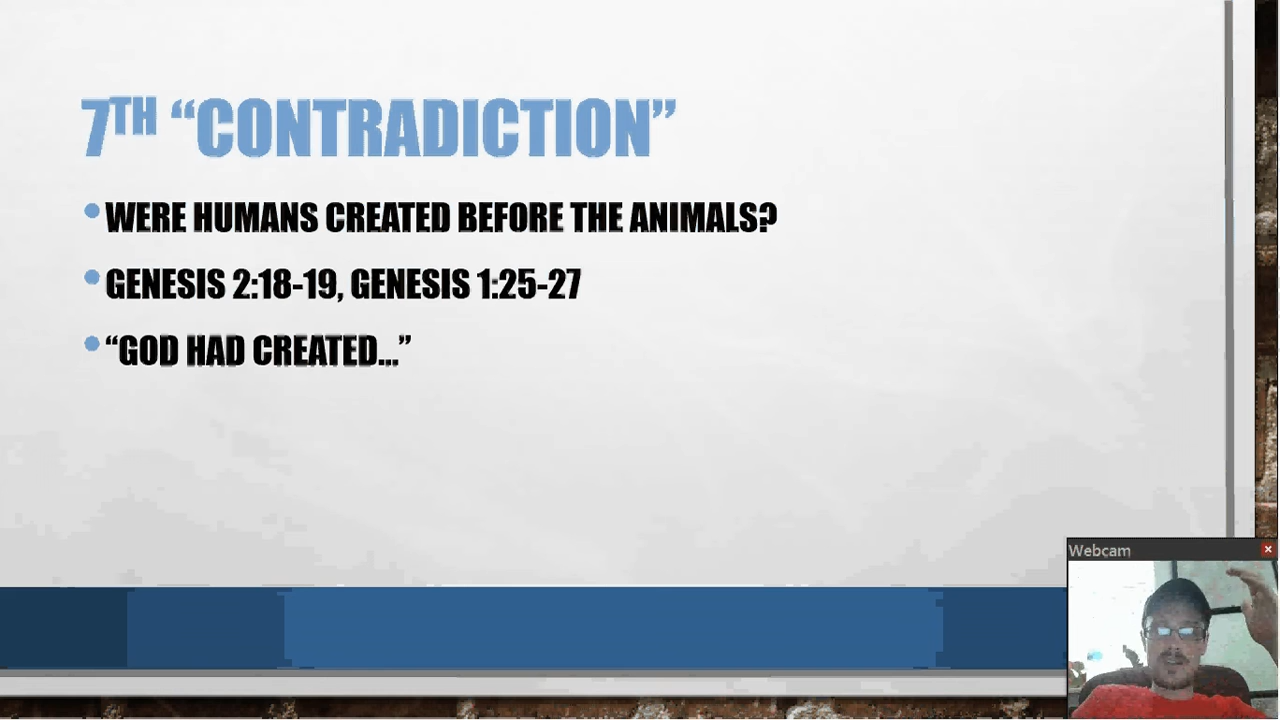 7TH “CONTRADICTION”
WERE HUMANS CREATED BEFORE THE ANIMALS?
GENESIS 2:18-19, GENESIS 1:25-27
“GOD HAD CREATED...”
Webcam